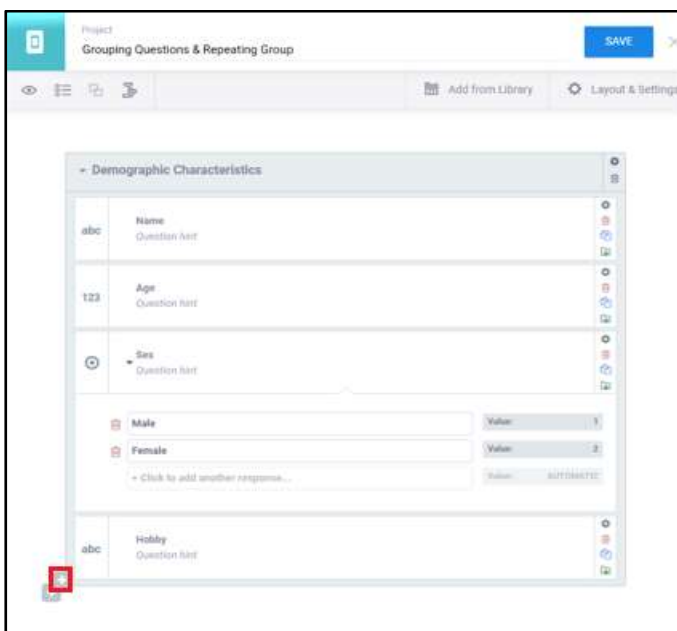 Project
Grouping Questions & Repeating Group
SAVE
Add from Library
Layout & Settings
Demographic Characteristics
abc
Name
Question hint
123
Age
Question hint
Sex
Question hint
Male
Value: 1
Female
Value: 2
+ Click to add another response...
Value: AUTOMATIC
abc
Hobby
Question hint